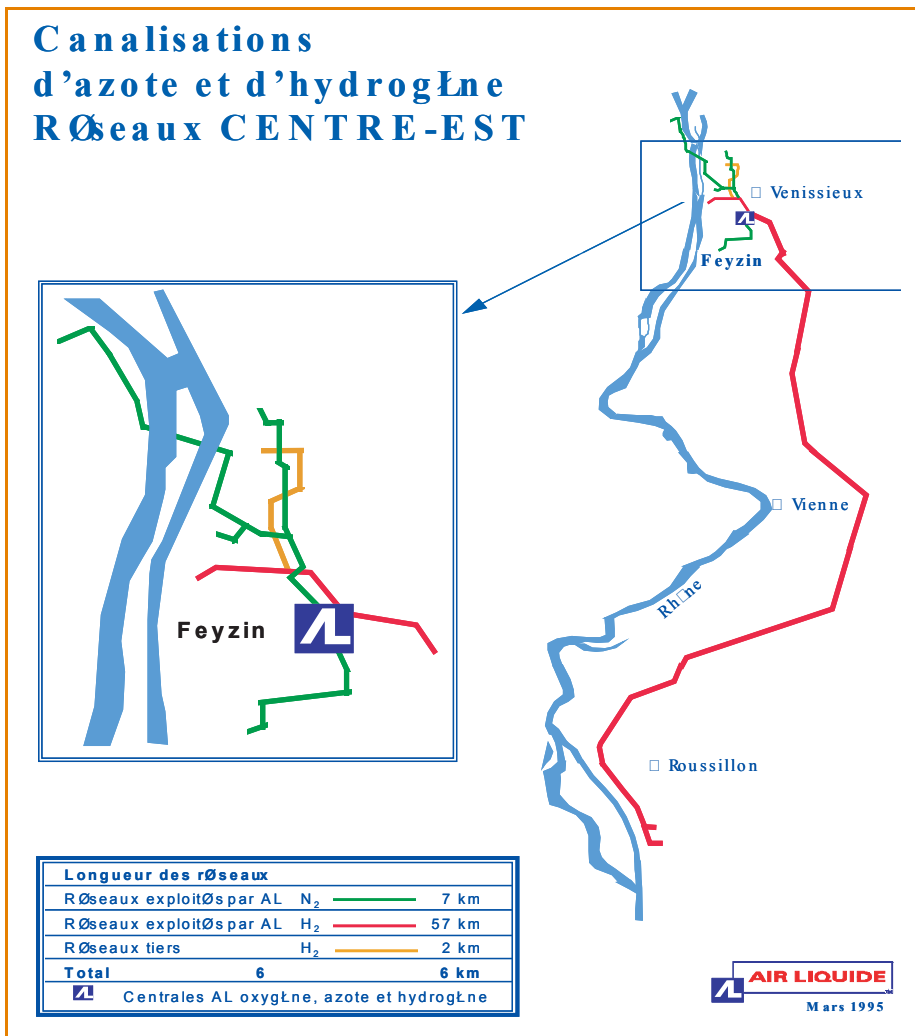 Canalisations
d'azote et d'hydrogŁne
RØseaux CENTRE-EST
□ Venissieux
Feyzin
□ Vienne
Rh□ne
Feyzin
□ Roussillon
Longueur des rØseaux
RØseaux exploitØs par AL N₂ 7 km
RØseaux exploitØs par AL H₂ 57 km
RØseaux tiers H₂ 2 km
Total 6 6 km
AL Centrales AL oxygŁne, azote et hydrogŁne
AL AIR LIQUIDE
Mars 1995